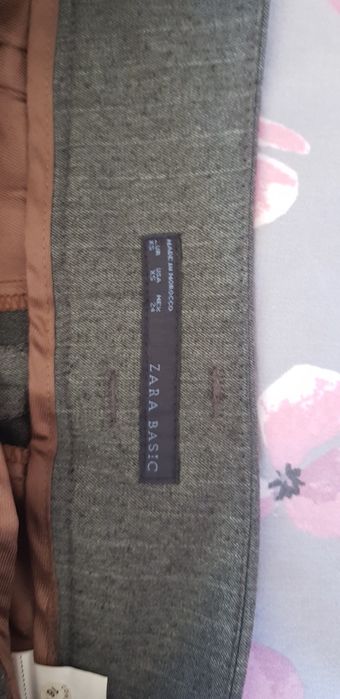 MADE IN MOROCCO
EUR USA MEX
XS XS 24
ZARA BASIC